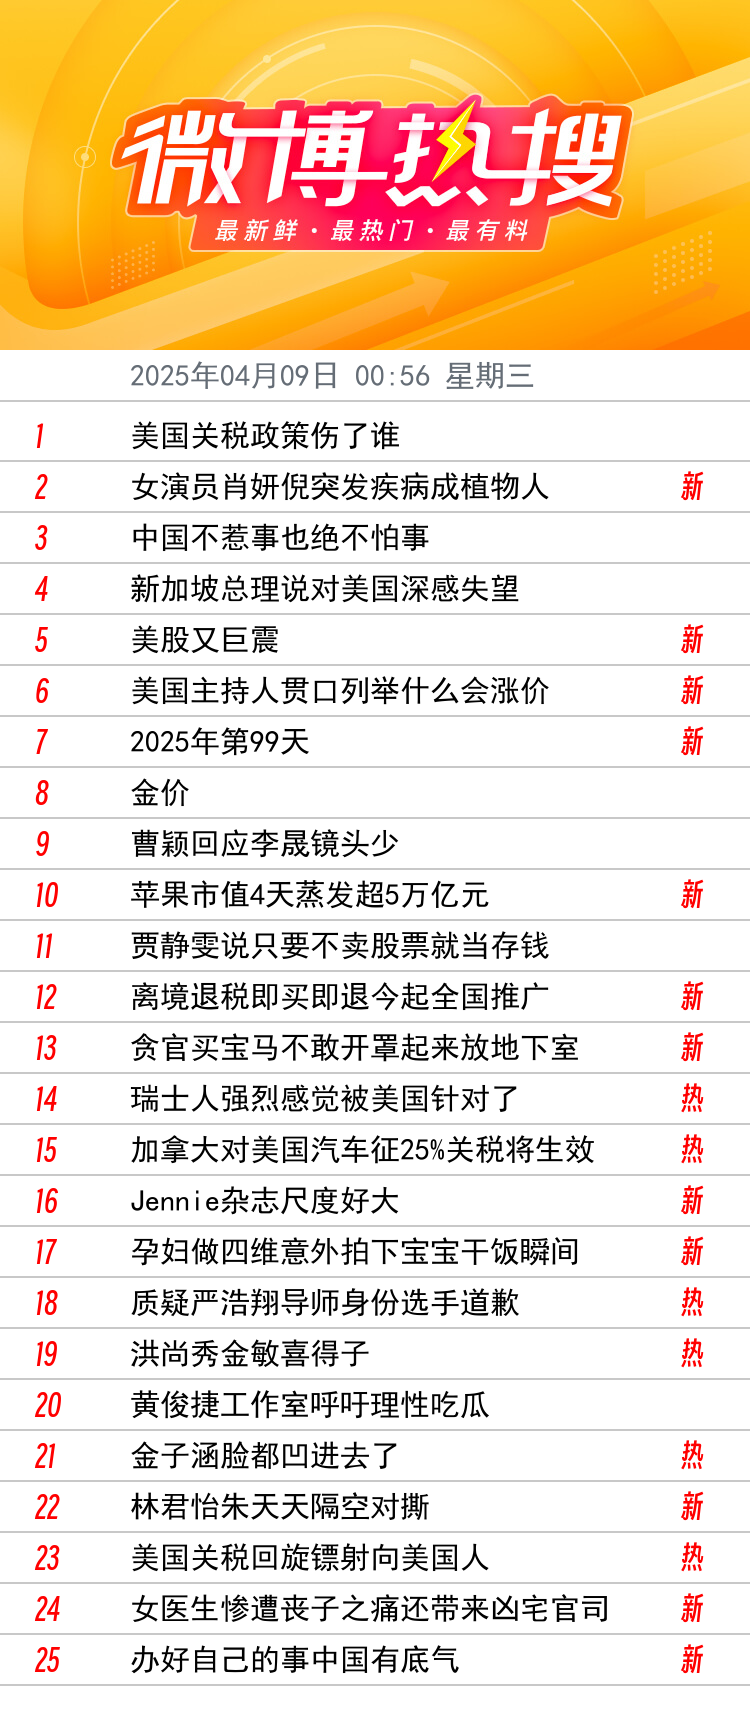 微博热搜
最新鲜·最热门·最有料
2025年04月09日 00:56 星期三
1 美国关税政策伤了谁
2 女演员肖妍倪突发疾病成植物人 新
3 中国不惹事也绝不怕事
4 新加坡总理说对美国深感失望
5 美股又巨震 新
6 美国主持人贯口列举什么会涨价 新
7 2025年第99天 新
8 金价
9 曹颖回应李晟镜头少
10 苹果市值4天蒸发超5万亿元 新
11 贾静雯说只要不卖股票就当存钱
12 离境退税即买即退今起全国推广 新
13 贪官买宝马不敢开罩起来放地下室 新
14 瑞士人强烈感觉被美国针对了 热
15 加拿大对美国汽车征25%关税将生效 热
16 Jennie杂志尺度好大 新
17 孕妇做四维意外拍下宝宝干饭瞬间 新
18 质疑严浩翔导师身份选手道歉 热
19 洪尚秀金敏喜得子 热
20 黄俊捷工作室呼吁理性吃瓜
21 金子涵脸都凹进去了 热
22 林君怡朱天天隔空对撕 新
23 美国关税回旋镖射向美国人 热
24 女医生惨遭丧子之痛还带来凶宅官司 新
25 办好自己的事中国有底气 新